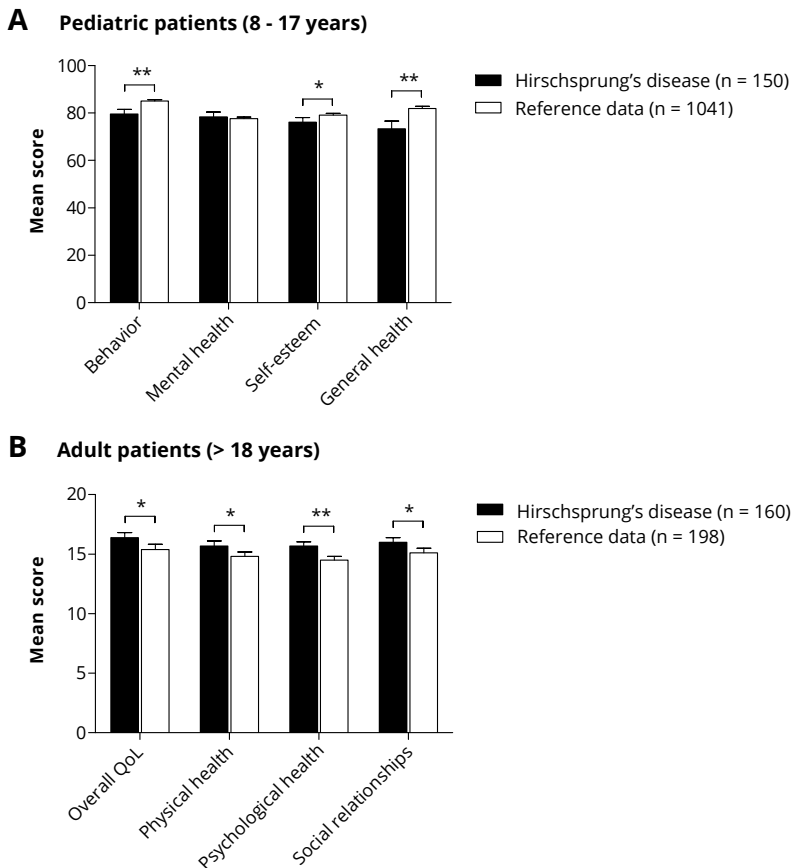 A Pediatric patients (8 - 17 years)
Hirschsprung's disease (n = 150)
Reference data (n = 1041)
Mean score
100
80
60
40
20
0
** * **
Behavior
Mental health
Self-esteem
General health
B Adult patients (> 18 years)
Hirschsprung's disease (n = 160)
Reference data (n = 198)
Mean score
20
15
10
5
0
* * ** *
Overall QoL
Physical health
Psychological health
Social relationships